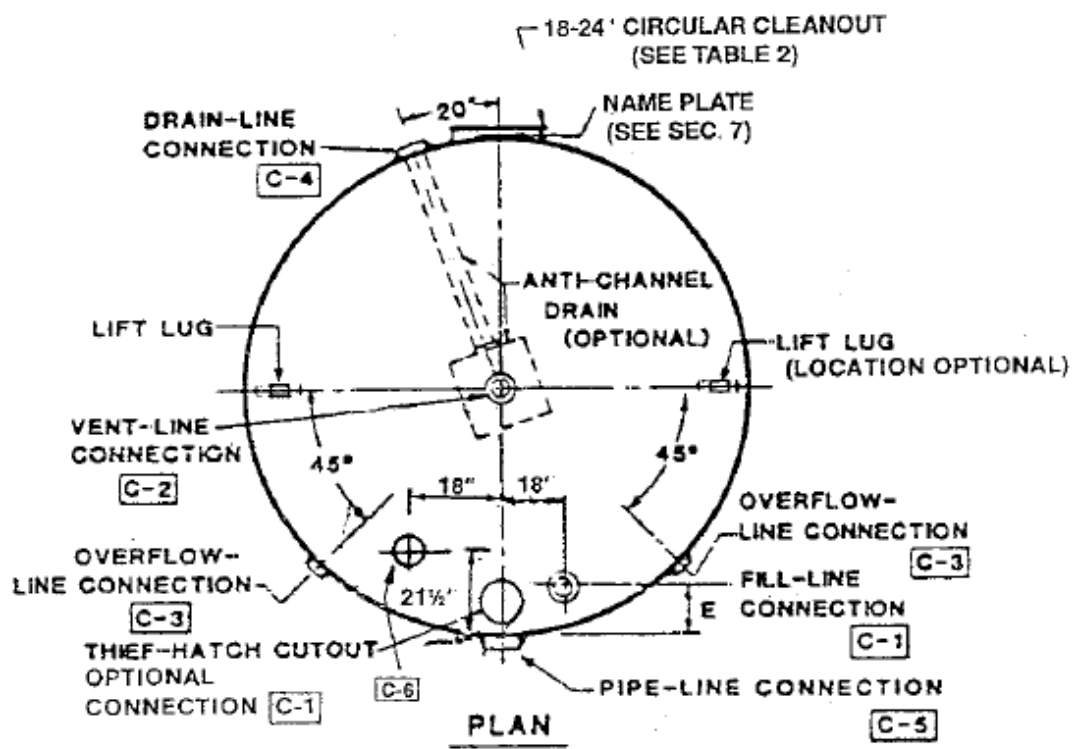 18-24' CIRCULAR CLEANOUT
(SEE TABLE 2)
20"
NAME PLATE
(SEE SEC. 7)
DRAIN-LINE
CONNECTION
C-4
ANTI-CHANNEL
DRAIN
(OPTIONAL)
LIFT LUG
LIFT LUG
(LOCATION OPTIONAL)
VENT-LINE
CONNECTION
C-2
45°
45°
18"
18'
OVERFLOW-
LINE CONNECTION
C-3
OVERFLOW-
LINE CONNECTION
C-3
21½'
E
FILL-LINE
CONNECTION
C-1
THIEF-HATCH CUTOUT
OPTIONAL
CONNECTION C-1
C-6
PIPE-LINE CONNECTION
C-5
PLAN